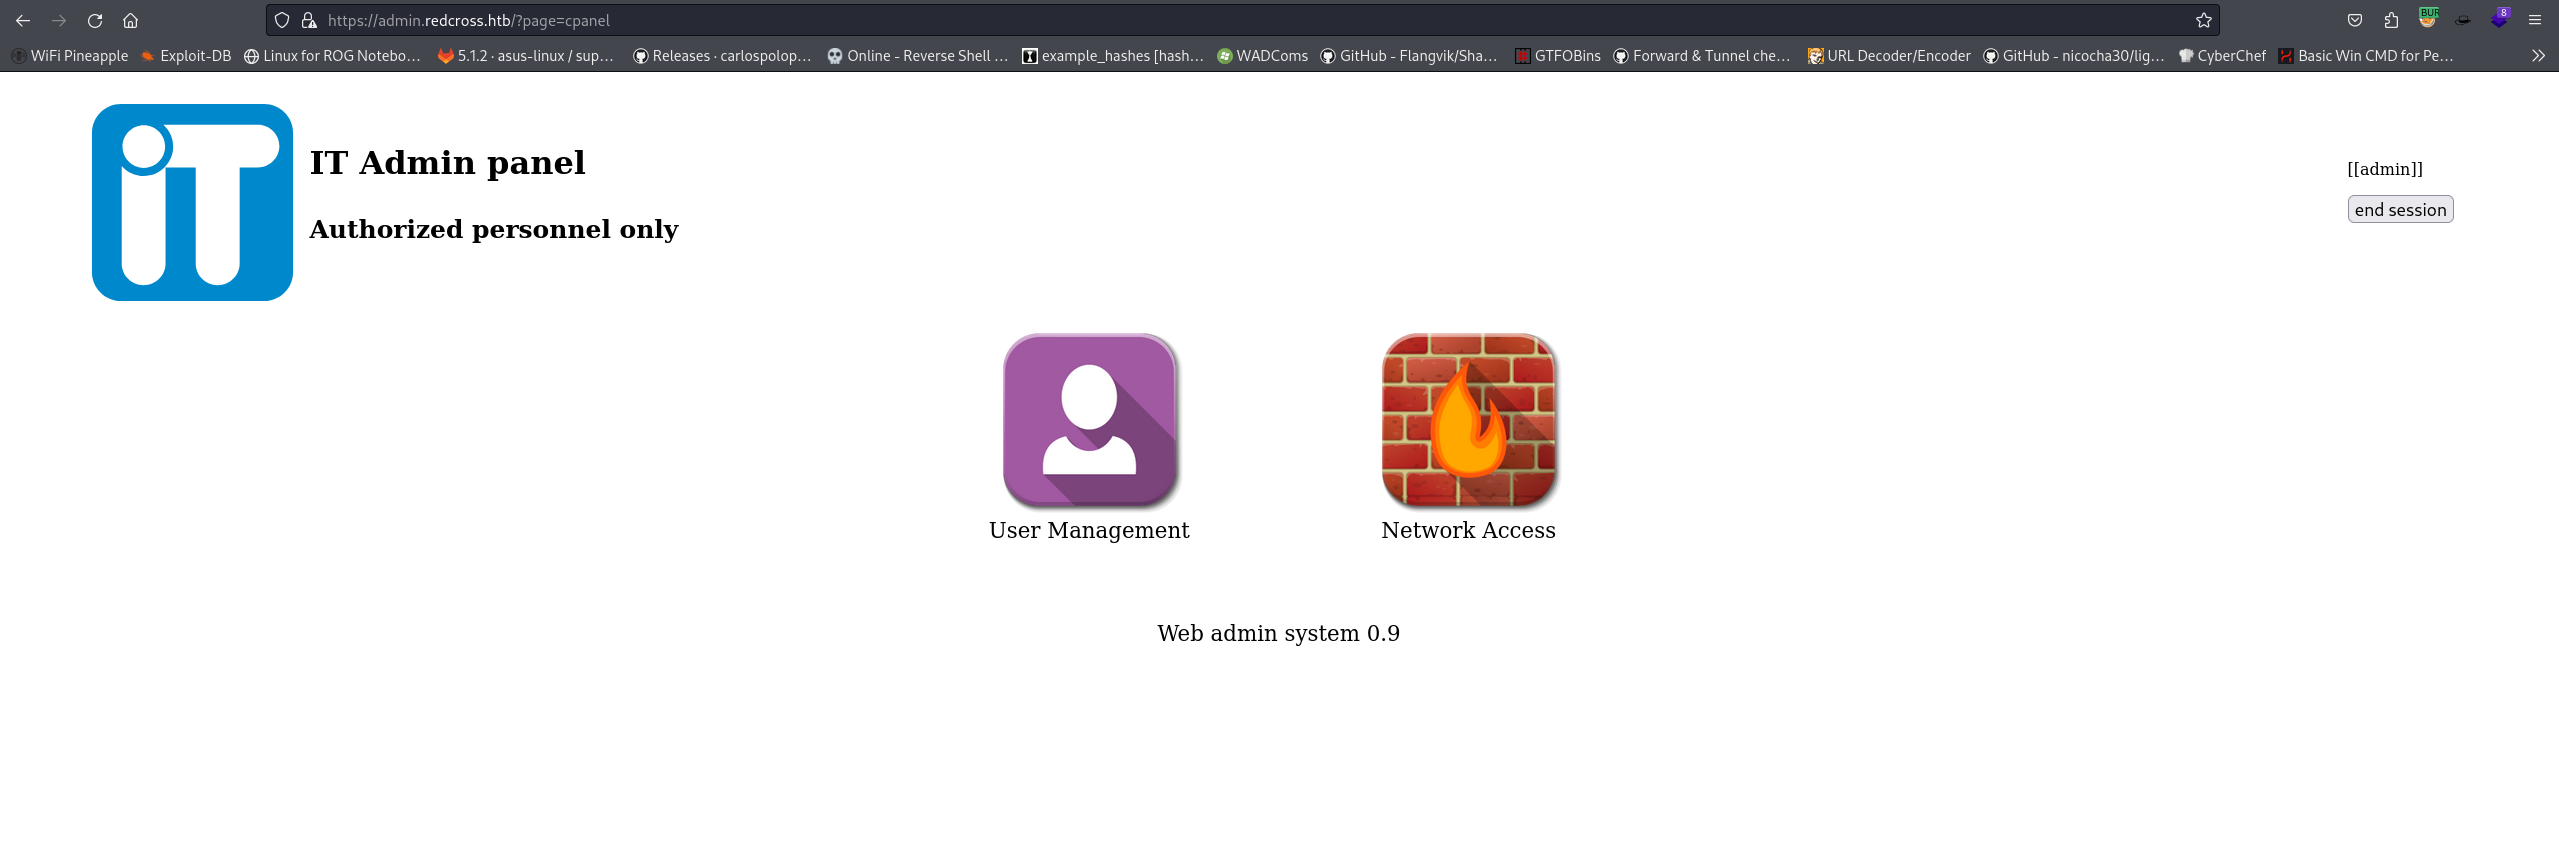 https://admin.redcross.htb/?page=cpanel
BUR
8
WiFi Pineapple Exploit-DB Linux for ROG Notebo... 5.1.2 · asus-linux / sup... Releases · carlospolop... Online - Reverse Shell ... example_hashes [hash... WADComs GitHub - Flangvik/Sha... GTFOBins Forward & Tunnel che... URL Decoder/Encoder GitHub - nicocha30/lig... CyberChef Basic Win CMD for Pe...
iT
IT Admin panel
Authorized personnel only
[[admin]]
end session
User Management Network Access
Web admin system 0.9